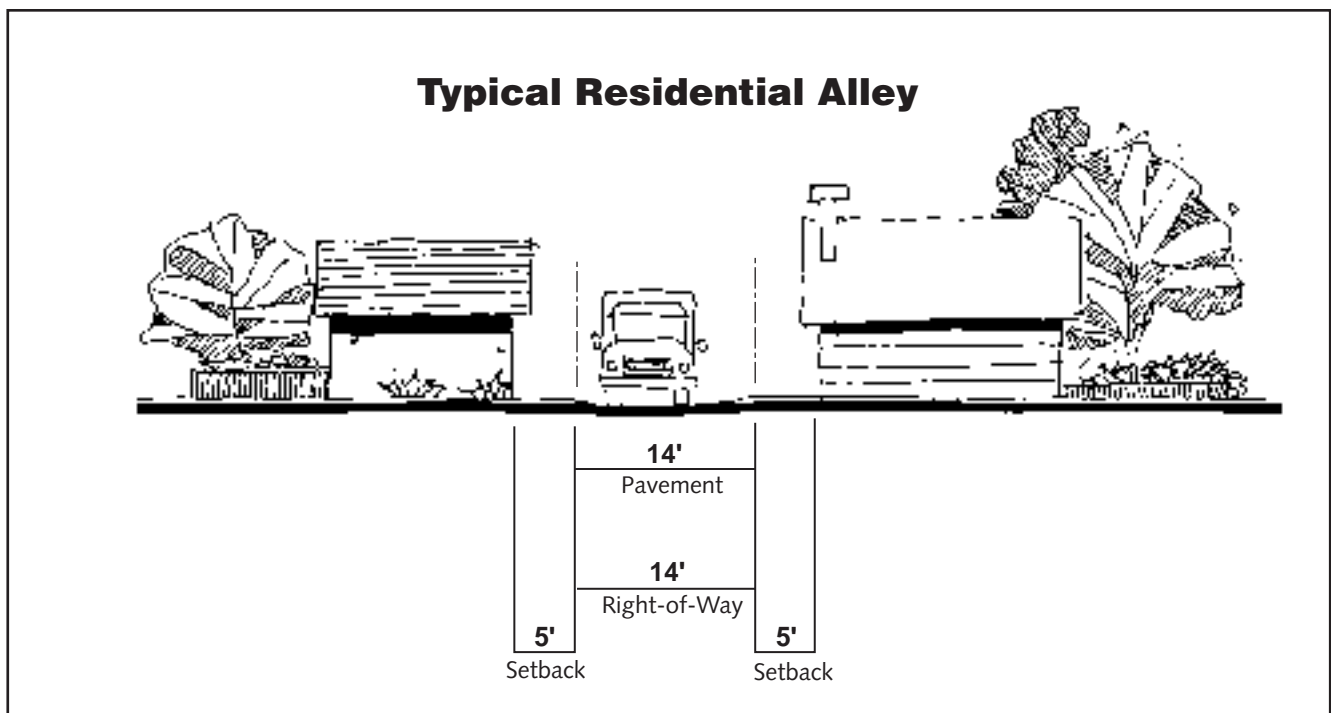 Typical Residential Alley
14'
Pavement
14'
Right-of-Way
5'
Setback
5'
Setback